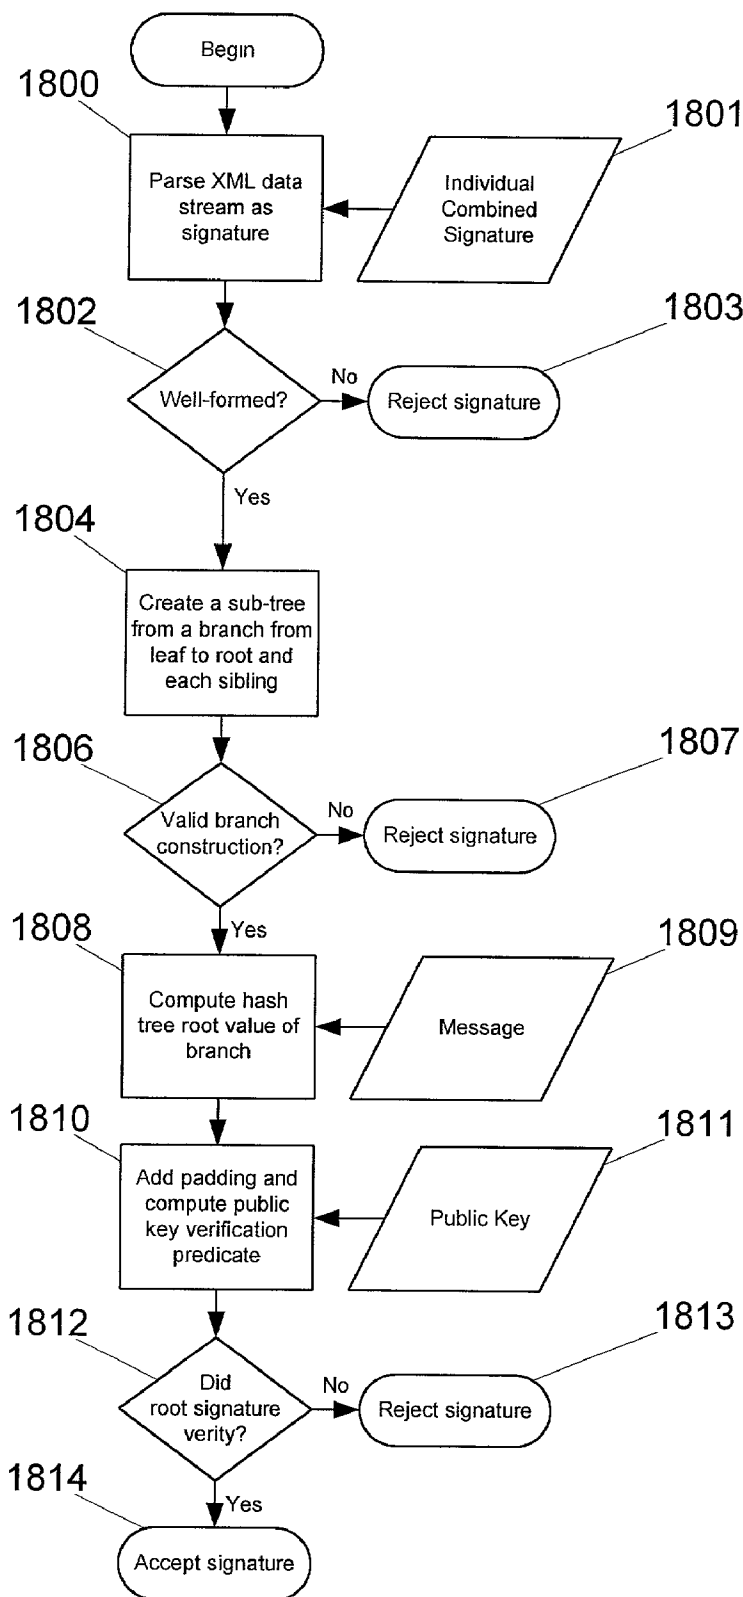 Begin
1800
1801
Parse XML data
stream as
signature
Individual
Combined
Signature
1802
1803
Well-formed?
No
Reject signature
Yes
1804
Create a sub-tree
from a branch from
leaf to root and
each sibling
1806
1807
Valid branch
construction?
No
Reject signature
Yes
1808
1809
Compute hash
tree root value of
branch
Message
1810
1811
Add padding and
compute public
key verification
predicate
Public Key
1812
1813
Did
root signature
verity?
No
Reject signature
1814
Yes
Accept signature